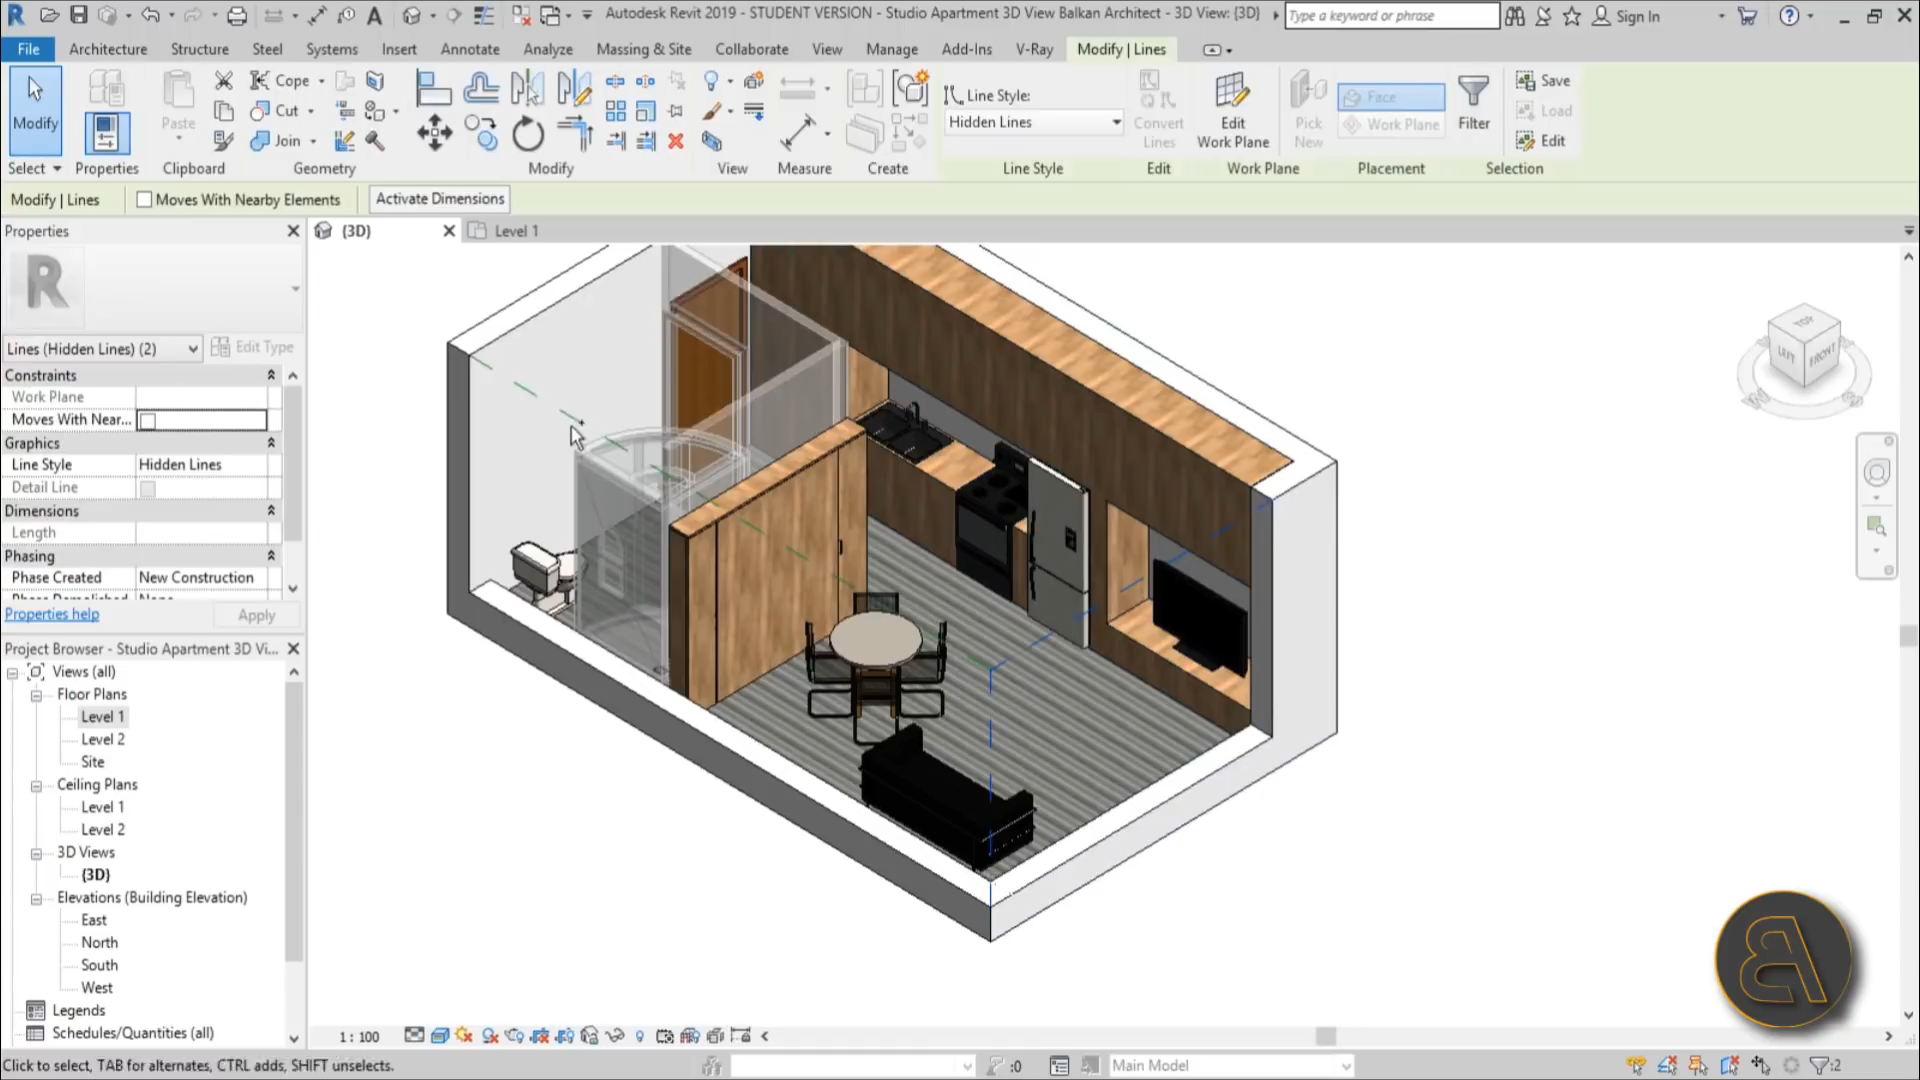 Autodesk Revit 2019 - STUDENT VERSION - Studio Apartment 3D View Balkan Architect - 3D View: {3D}
Type a keyword or phrase
Sign In
File Architecture Structure Steel Systems Insert Annotate Analyze Massing & Site Collaborate View Manage Add-Ins V-Ray Modify | Lines
Modify
Paste
Cope
Cut
Join
Line Style:
Hidden Lines
Convert
Lines
Edit
Work Plane
Pick
New
Face
Work Plane
Filter
Save
Load
Edit
Select Properties Clipboard Geometry Modify View Measure Create Line Style Edit Work Plane Placement Selection
Modify | Lines
Moves With Nearby Elements
Activate Dimensions
Properties
{3D}
Level 1
R
Lines (Hidden Lines) (2)
Edit Type
Constraints
Work Plane
Moves With Near...
Graphics
Line Style Hidden Lines
Detail Line
Dimensions
Length
Phasing
Phase Created New Construction
Properties help
Apply
Project Browser - Studio Apartment 3D Vi...
Views (all)
Floor Plans
Level 1
Level 2
Site
Ceiling Plans
Level 1
Level 2
3D Views
{3D}
Elevations (Building Elevation)
East
North
South
West
Legends
Schedules/Quantities (all)
TOP
LEFT
FRONT
1 : 100
Click to select, TAB for alternates, CTRL adds, SHIFT unselects.
:0
Main Model
:2